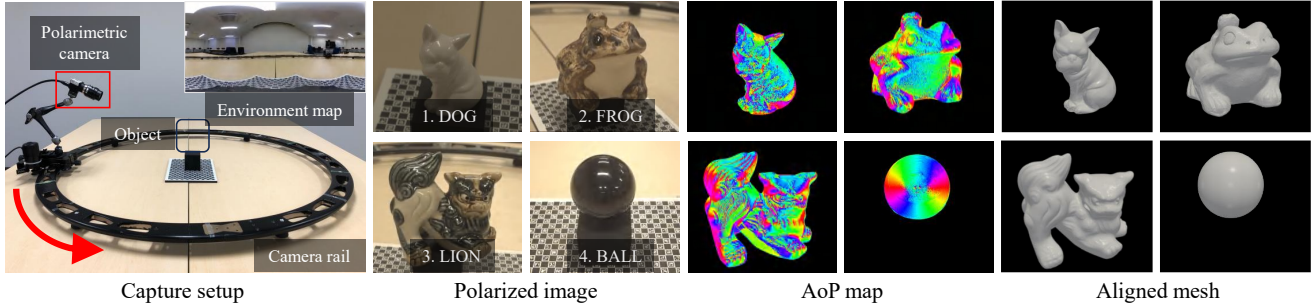 Polarimetric
camera
Environment map
Object
Camera rail
1. DOG
2. FROG
3. LION
4. BALL
Capture setup
Polarized image
AoP map
Aligned mesh